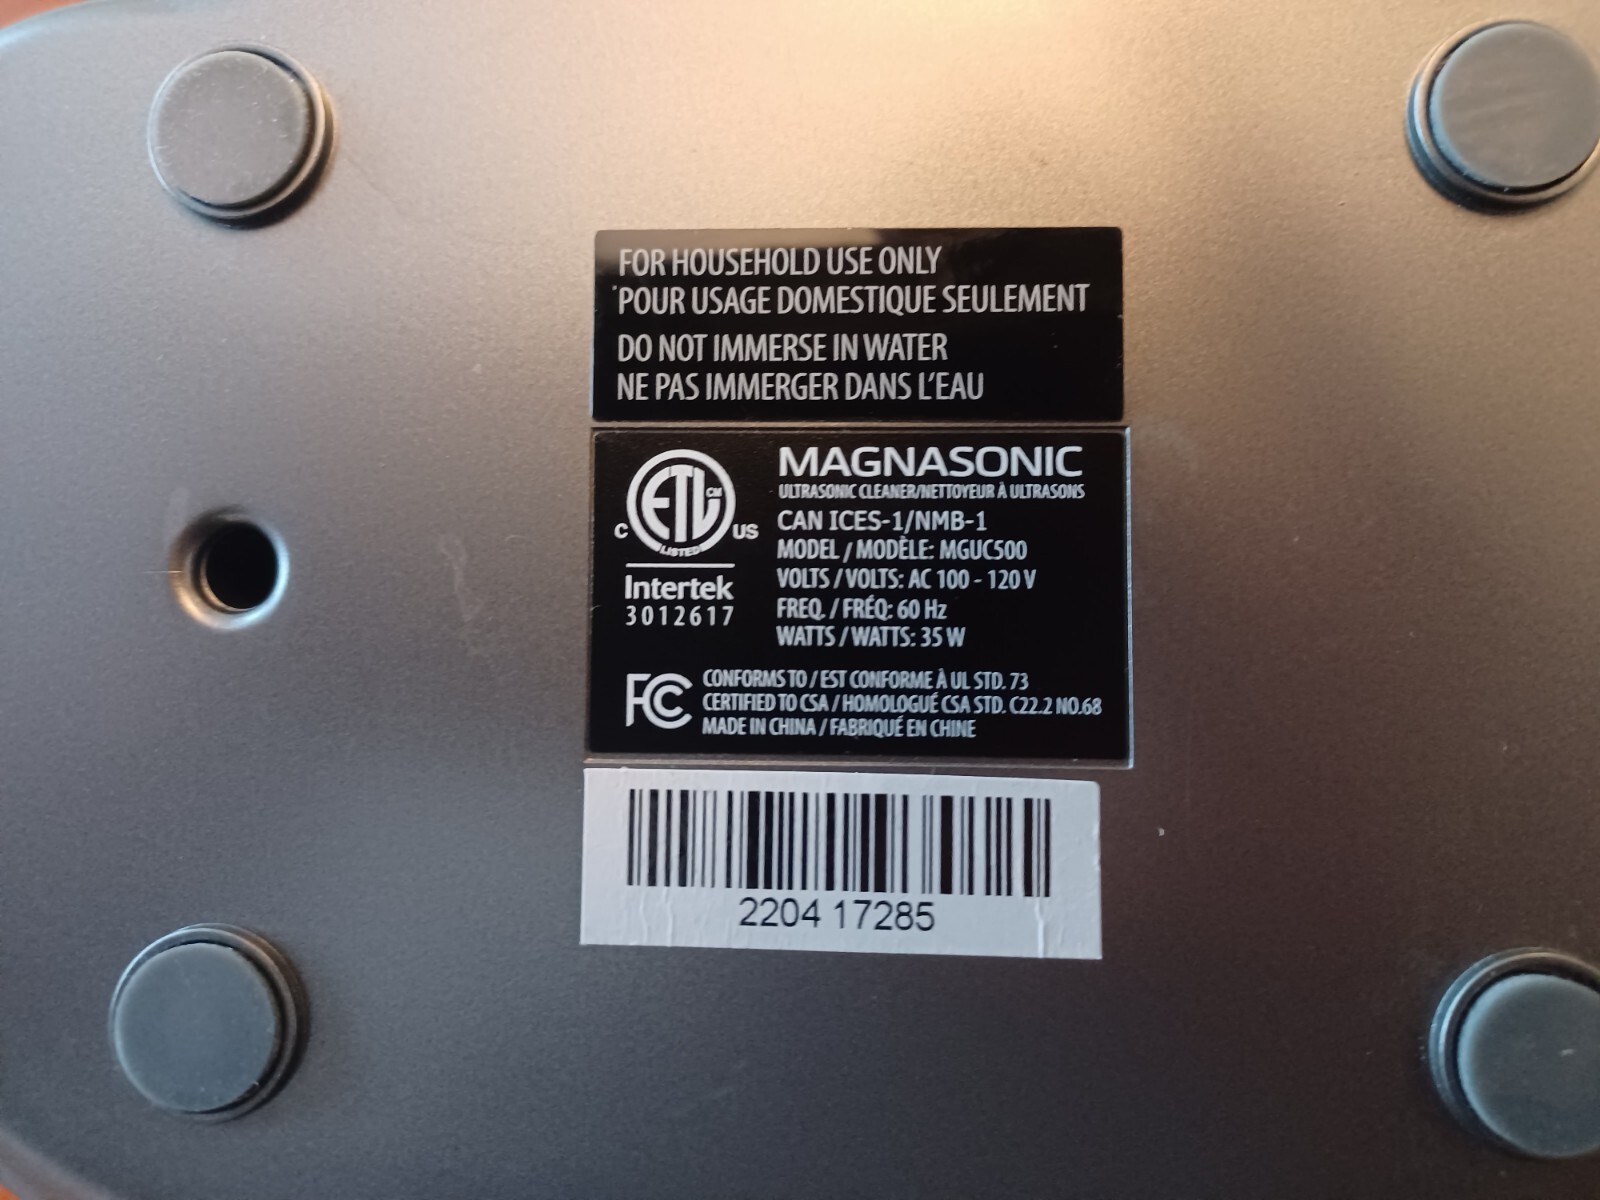 FOR HOUSEHOLD USE ONLY
POUR USAGE DOMESTIQUE SEULEMENT
DO NOT IMMERSE IN WATER
NE PAS IMMERGER DANS L'EAU
ETL CM
C US
LISTED
Intertek
3012617
MAGNASONIC
ULTRASONIC CLEANER/NETTOYEUR À ULTRASONS
CAN ICES-1/NMB-1
MODEL / MODÈLE: MGUC500
VOLTS / VOLTS: AC 100 - 120 V
FREQ. / FRÉQ: 60 Hz
WATTS / WATTS: 35 W
FC
CONFORMS TO / EST CONFORME À UL STD. 73
CERTIFIED TO CSA / HOMOLOGUÉ CSA STD. C22.2 NO.68
MADE IN CHINA / FABRIQUÉ EN CHINE
2204 17285